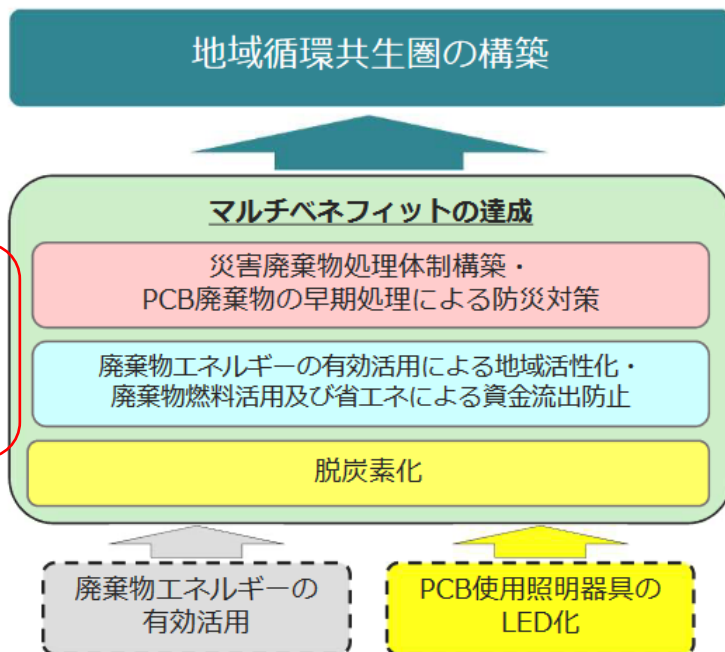 地域循環共生圏の構築
マルチベネフィットの達成
災害廃棄物処理体制構築・
PCB廃棄物の早期処理による防災対策
廃棄物エネルギーの有効活用による地域活性化・
廃棄物燃料活用及び省エネによる資金流出防止
脱炭素化
廃棄物エネルギーの
有効活用
PCB使用照明器具の
LED化